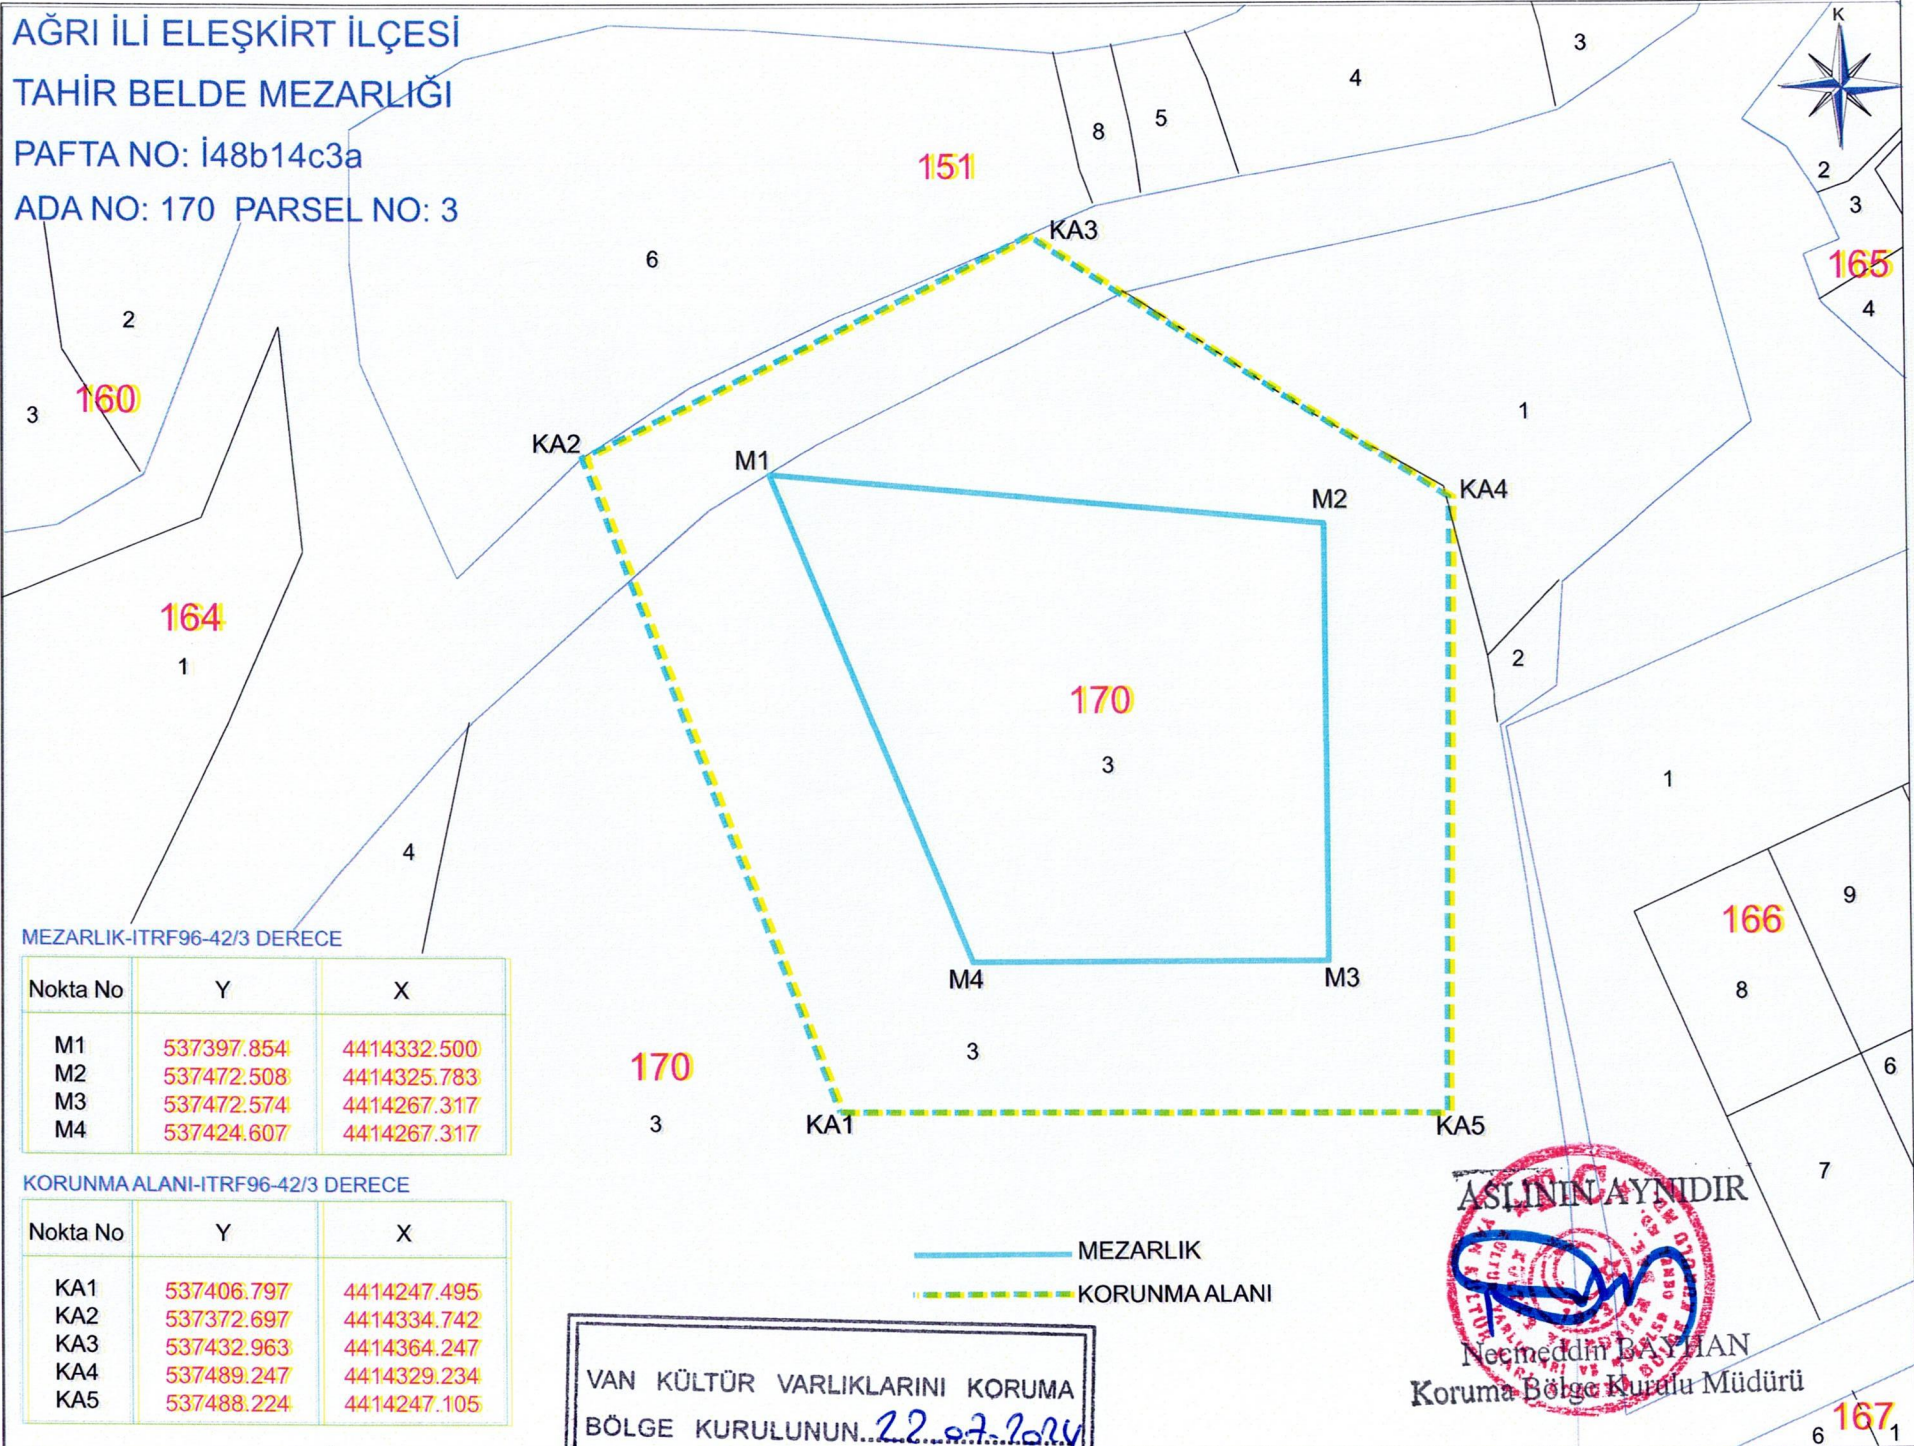 AĞRI İLİ ELEŞKİRT İLÇESİ
TAHİR BELDE MEZARLIĞI
PAFTA NO: İ48b14c3a
ADA NO: 170 PARSEL NO: 3
K
3
4
5
8
151
2
3
165
4
6
KA3
2
160
3
1
KA2
M1
M2
KA4
164
1
2
170
3
1
4
9
166
8
M4
M3
3
6
170
3
KA1
KA5
7
MEZARLIK-ITRF96-42/3 DERECE
Nokta No Y X
M1 537397.854 4414332.500
M2 537472.508 4414325.783
M3 537472.574 4414267.317
M4 537424.607 4414267.317
KORUNMA ALANI-ITRF96-42/3 DERECE
Nokta No Y X
KA1 537406.797 4414247.495
KA2 537372.697 4414334.742
KA3 537432.963 4414364.247
KA4 537489.247 4414329.234
KA5 537488.224 4414247.105
MEZARLIK
KORUNMA ALANI
ASLININ AYNIDIR
T.C.
Necmeddin BAYHAN
Koruma Bölge Kurulu Müdürü
VAN KÜLTÜR VARLIKLARINI KORUMA
BÖLGE KURULUNUN..22.07.2024
167
6
1